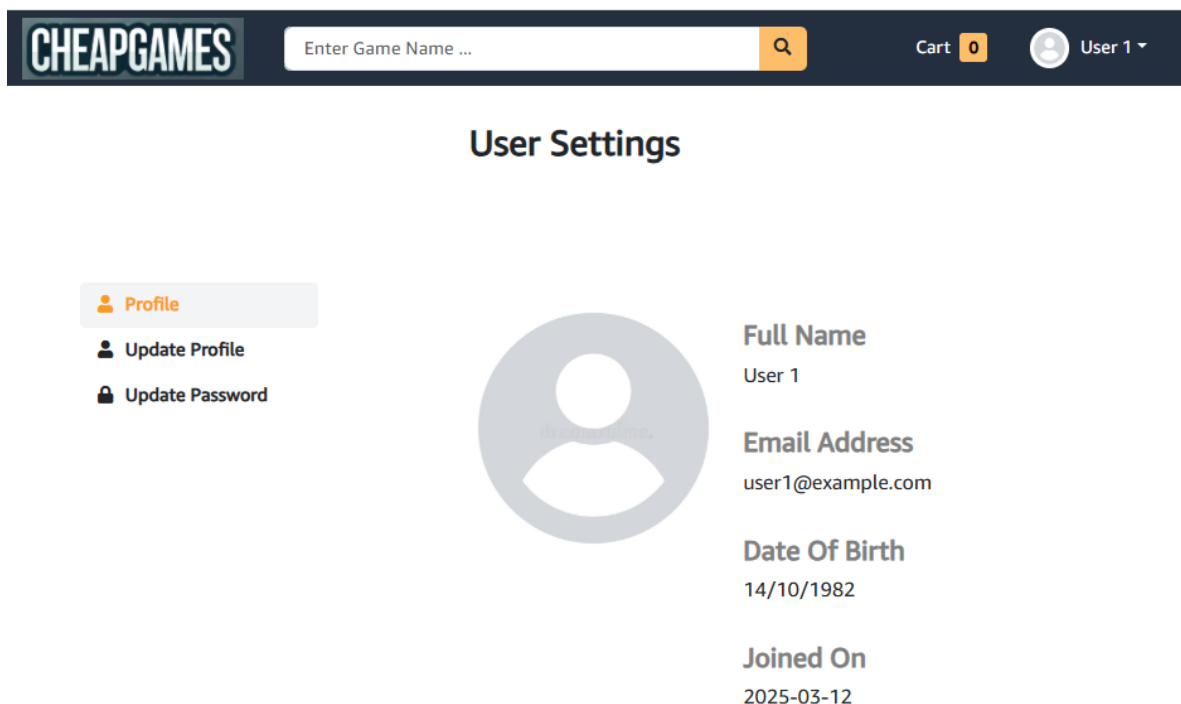 CHEAPGAMES
Enter Game Name ...
Cart 0
User 1
User Settings
Profile
Update Profile
Update Password
dreamstime.
Full Name
User 1
Email Address
user1@example.com
Date Of Birth
14/10/1982
Joined On
2025-03-12